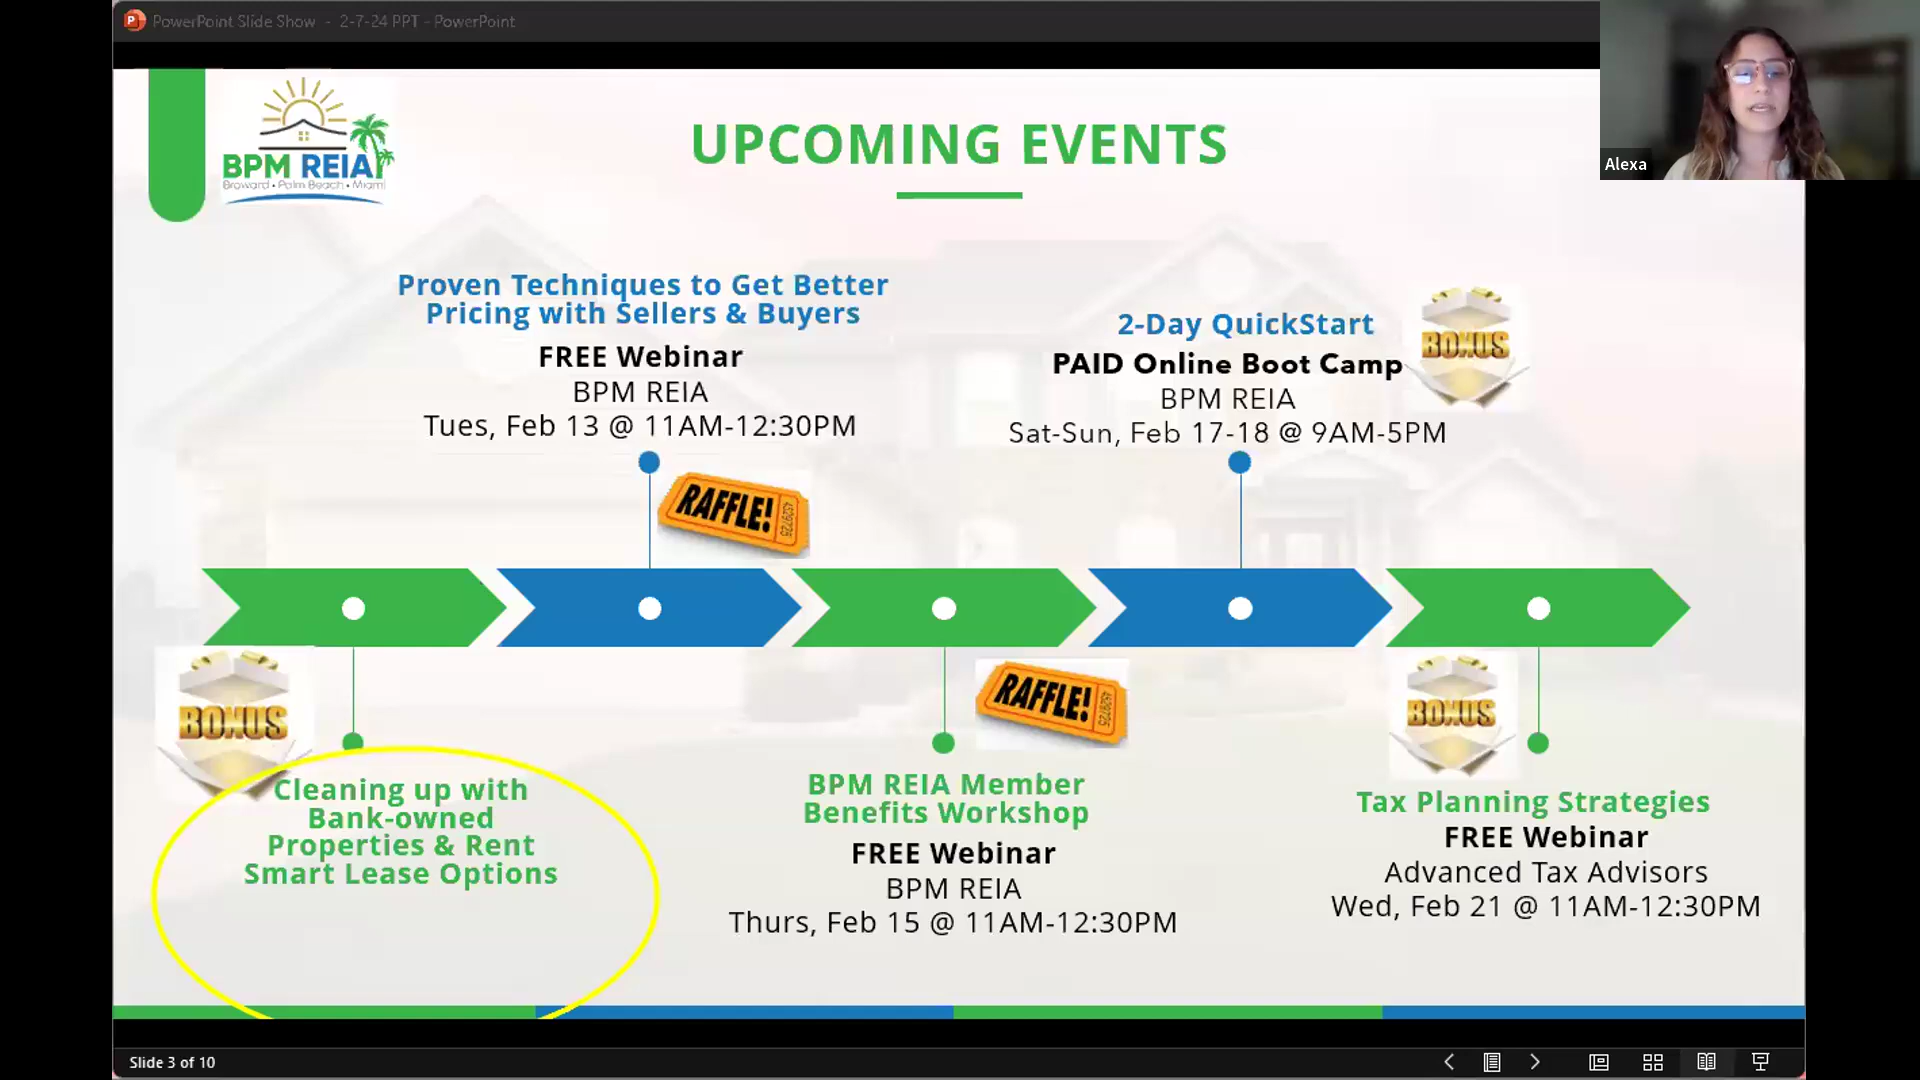 PowerPoint Slide Show - 2-7-24 PPT - PowerPoint
Alexa
BPM REIA
Broward • Palm Beach • Miami
UPCOMING EVENTS
Proven Techniques to Get Better
Pricing with Sellers & Buyers
FREE Webinar
BPM REIA
Tues, Feb 13 @ 11AM-12:30PM
RAFFLE!
4529725
2-Day QuickStart
PAID Online Boot Camp
BPM REIA
Sat-Sun, Feb 17-18 @ 9AM-5PM
BONUS
BONUS
Cleaning up with
Bank-owned
Properties & Rent
Smart Lease Options
RAFFLE!
4529725
BPM REIA Member
Benefits Workshop
FREE Webinar
BPM REIA
Thurs, Feb 15 @ 11AM-12:30PM
BONUS
Tax Planning Strategies
FREE Webinar
Advanced Tax Advisors
Wed, Feb 21 @ 11AM-12:30PM
Slide 3 of 10